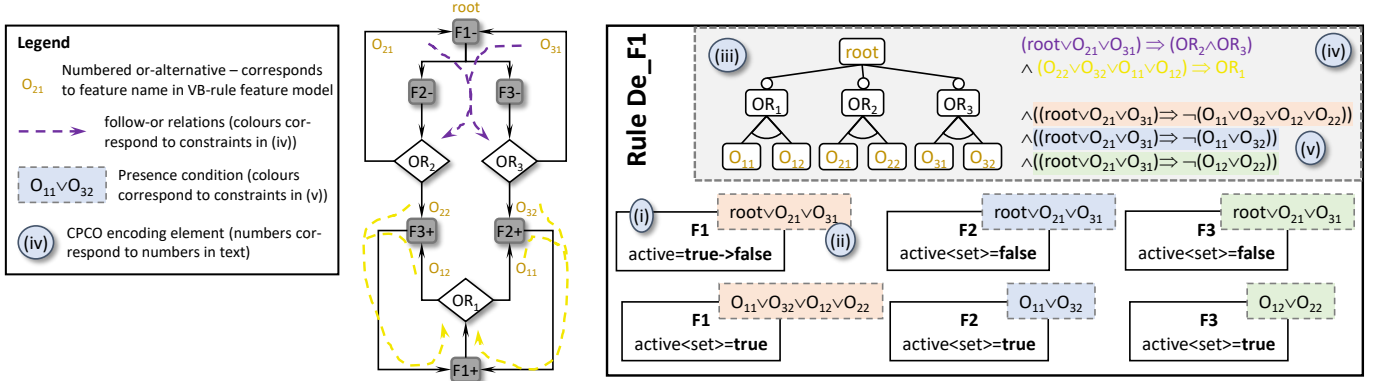 Legend
O21
Numbered or-alternative – corresponds
to feature name in VB-rule feature model
follow-or relations (colours cor-
respond to constraints in (iv))
O11∨O32
Presence condition (colours
correspond to constraints in (v))
(iv)
CPCO encoding element (numbers cor-
respond to numbers in text)
root
F1-
O21
O31
F2-
F3-
OR2
OR3
O22
O32
F3+
F2+
O12
O11
OR1
F1+
Rule De_F1
(iii)
root
OR1
OR2
OR3
O11
O12
O21
O22
O31
O32
(root∨O21∨O31) ⇒ (OR2∧OR3)
(iv)
∧ (O22∨O32∨O11∨O12) ⇒ OR1
∧((root∨O21∨O31)⇒ ¬(O11∨O32∨O12∨O22))
∧((root∨O21∨O31)⇒ ¬(O11∨O32))
(v)
∧((root∨O21∨O31)⇒ ¬(O12∨O22))
(i)
root∨O21∨O31
F1
(ii)
active=true->false
root∨O21∨O31
F2
active<set>=false
root∨O21∨O31
F3
active<set>=false
O11∨O32∨O12∨O22
F1
active<set>=true
O11∨O32
F2
active<set>=true
O12∨O22
F3
active<set>=true